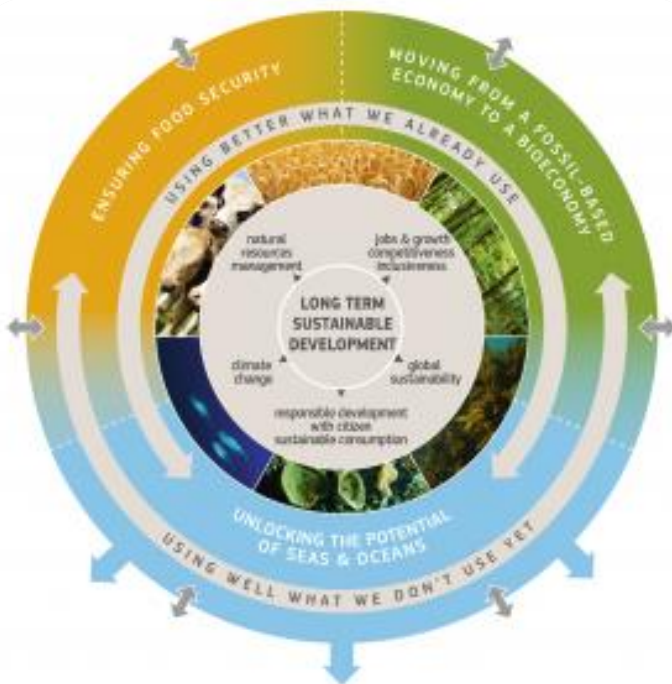 ENSURING FOOD SECURITY
MOVING FROM A FOSSIL-BASED
ECONOMY TO A BIOECONOMY
USING BETTER WHAT WE ALREADY USE
natural
resources
management
jobs & growth
competitiveness
inclusireness
LONG TERM
SUSTAINABLE
DEVELOPMENT
climate
change
global
sustainability
responsible development
with citizen
sustainable consumption
UNLOCKING THE POTENTIAL
OF SEAS & OCEANS
USING WELL WHAT WE DON'T USE YET